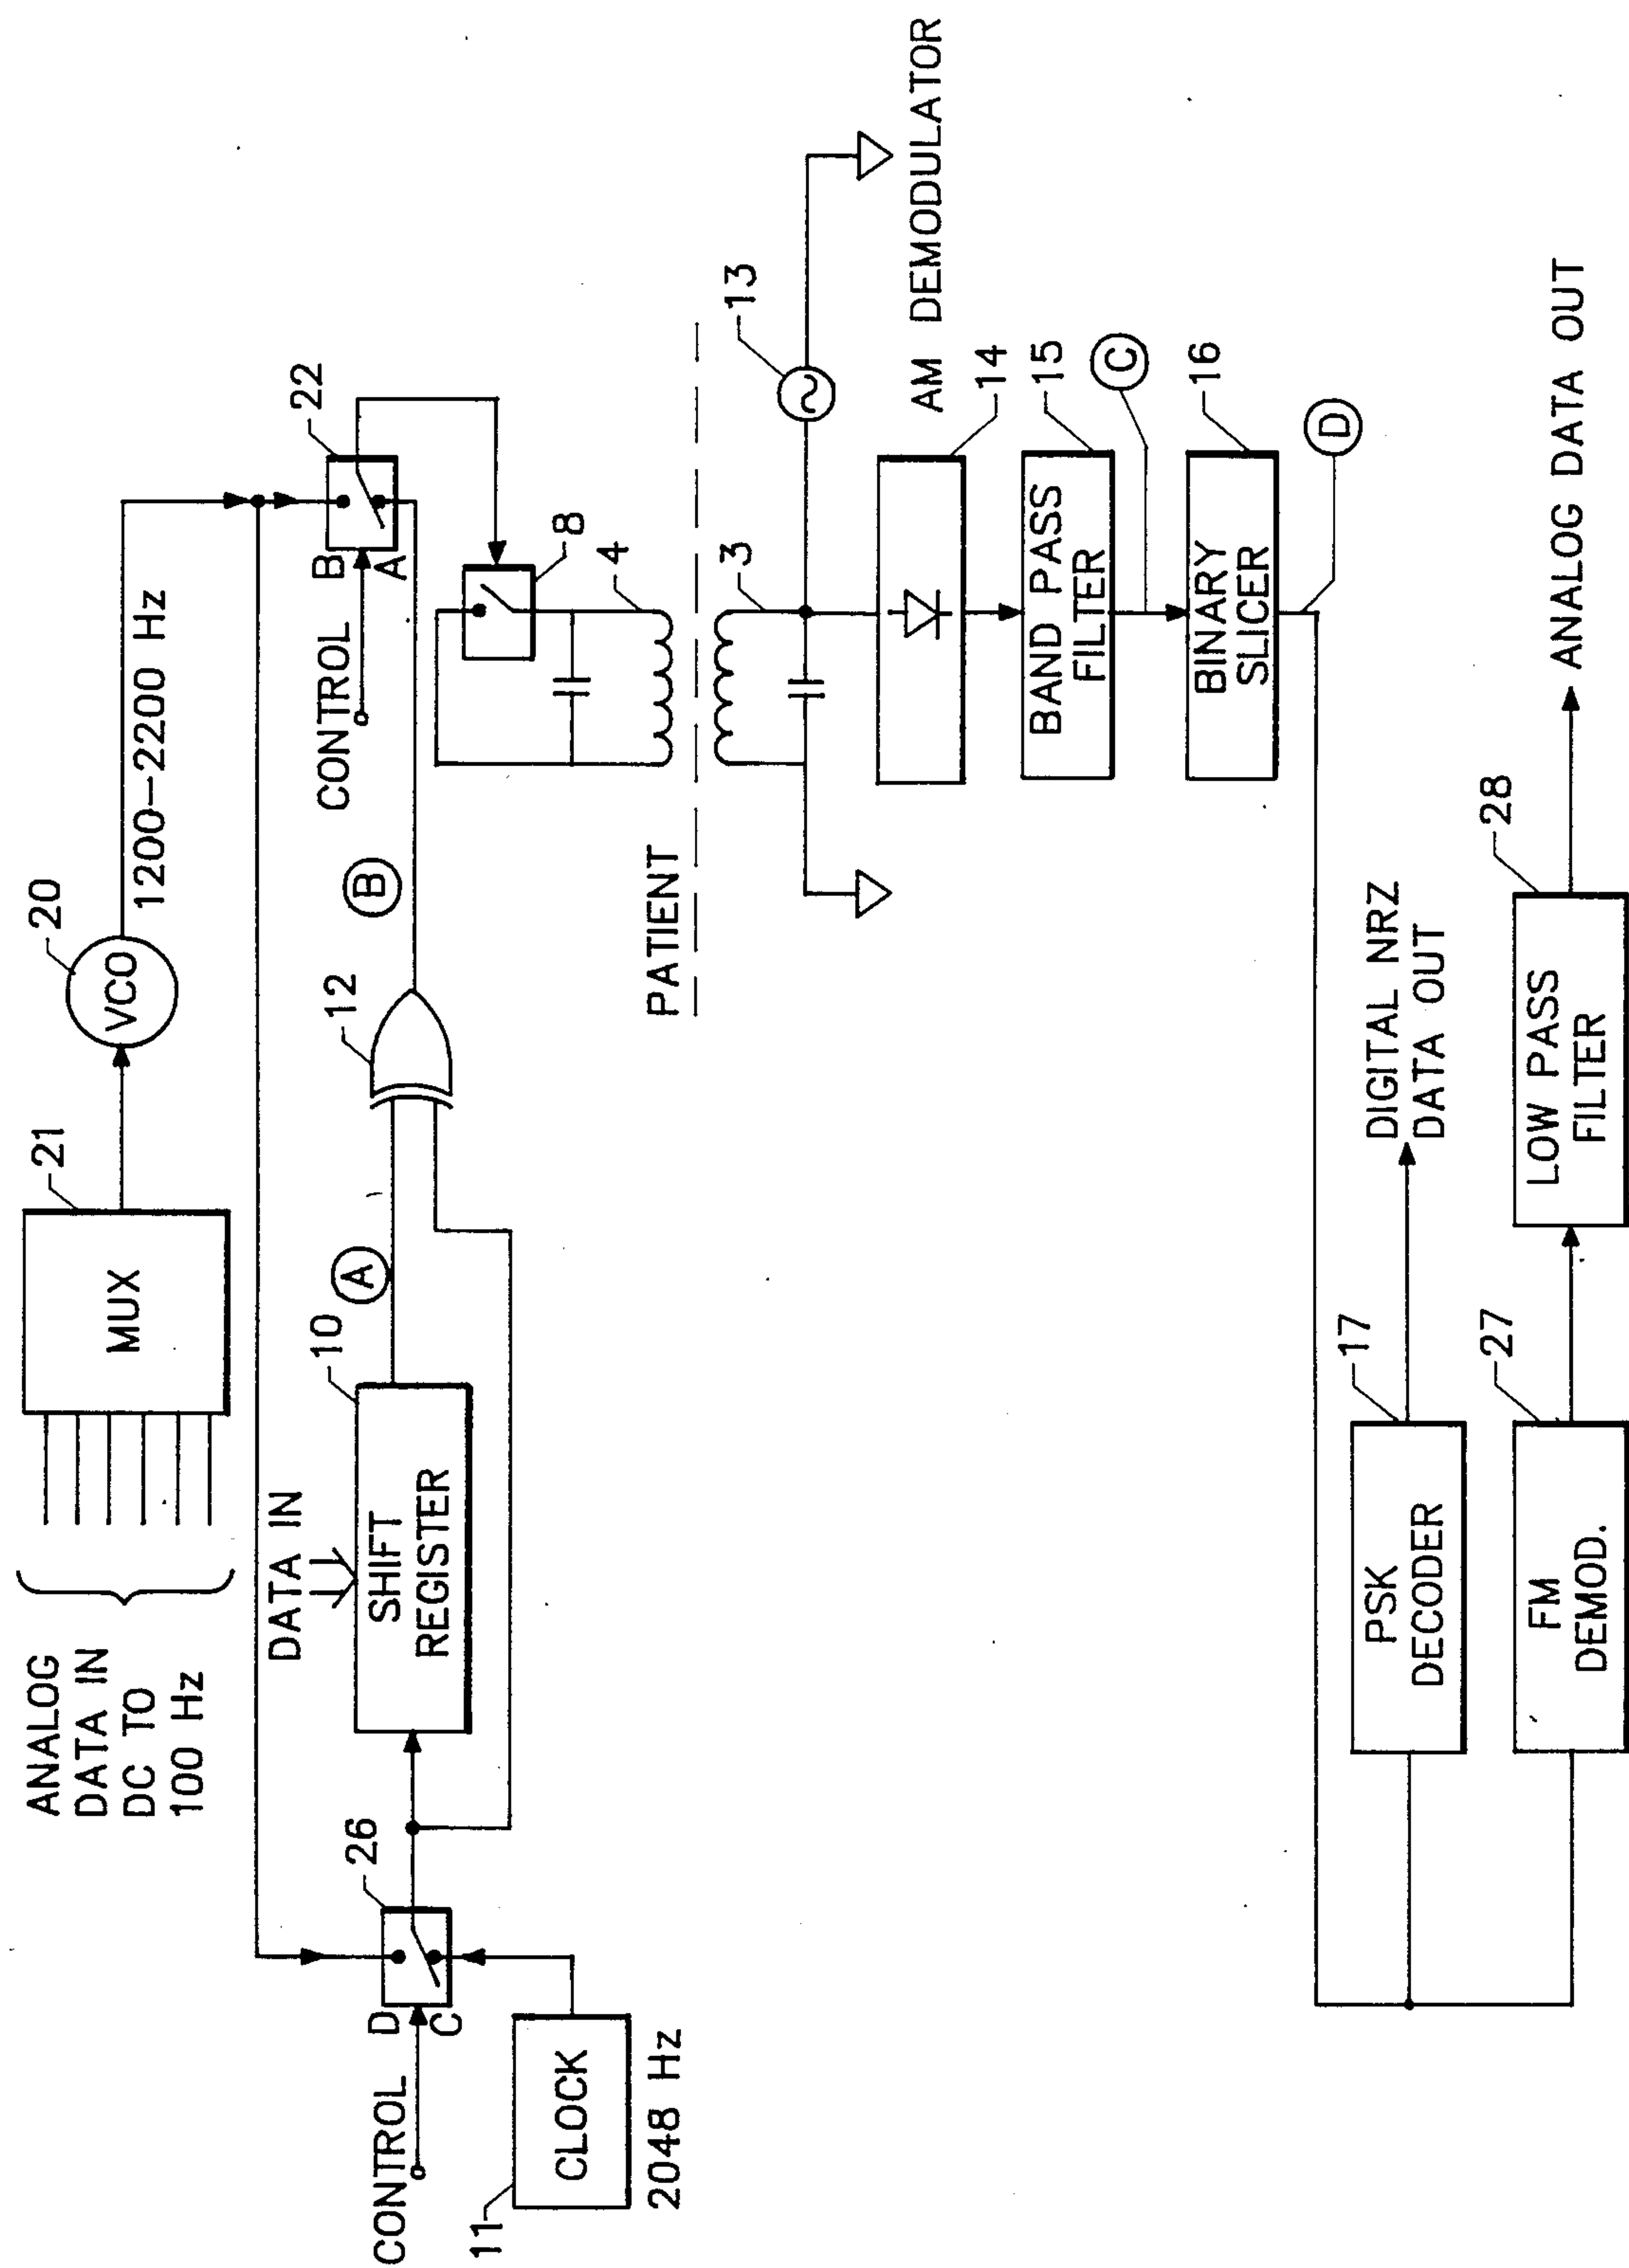 ANALOG
DATA IN
DC TO
100 Hz
MUX
21
VCO
20
1200–2200 Hz
CONTROL
D
C
26
CLOCK
11
2048 Hz
DATA IN
SHIFT
REGISTER
10
A
12
B
CONTROL
B
A
22
8
4
PATIENT
3
13
AM DEMODULATOR
14
BAND PASS
FILTER
15
C
BINARY
SLICER
16
D
PSK
DECODER
17
DIGITAL NRZ
DATA OUT
FM
DEMOD.
27
LOW PASS
FILTER
28
ANALOG DATA OUT